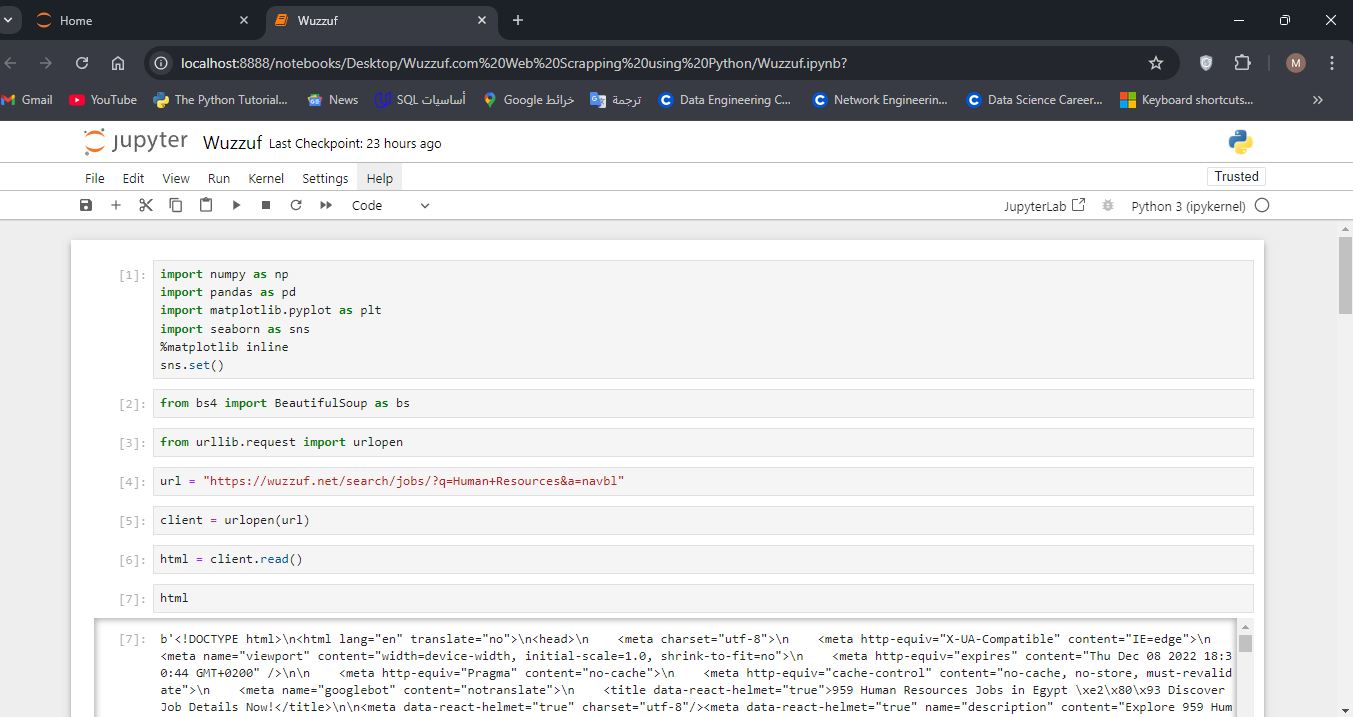 Home
Wuzzuf
localhost:8888/notebooks/Desktop/Wuzzuf.com%20Web%20Scrapping%20using%20Python/Wuzzuf.ipynb?
M
Gmail YouTube The Python Tutorial... News أساسيات SQL خرائط Google ترجمة Data Engineering C... Network Engineerin... Data Science Career... Keyboard shortcuts...
jupyter Wuzzuf Last Checkpoint: 23 hours ago
File Edit View Run Kernel Settings Help Trusted
Code JupyterLab Python 3 (ipykernel)
[1]: import numpy as np
import pandas as pd
import matplotlib.pyplot as plt
import seaborn as sns
%matplotlib inline
sns.set()
[2]: from bs4 import BeautifulSoup as bs
[3]: from urllib.request import urlopen
[4]: url = "https://wuzzuf.net/search/jobs/?q=Human+Resources&a=navbl"
[5]: client = urlopen(url)
[6]: html = client.read()
[7]: html
[7]: b'<!DOCTYPE html>\n<html lang="en" translate="no">\n<head>\n    <meta charset="utf-8">\n    <meta http-equiv="X-UA-Compatible" content="IE=edge">\n
<meta name="viewport" content="width=device-width, initial-scale=1.0, shrink-to-fit=no">\n    <meta http-equiv="expires" content="Thu Dec 08 2022 18:3
0:44 GMT+0200" />\n\n    <meta http-equiv="Pragma" content="no-cache">\n    <meta http-equiv="cache-control" content="no-cache, no-store, must-revalid
ate">\n    <meta name="googlebot" content="notranslate">\n    <title data-react-helmet="true">959 Human Resources Jobs in Egypt \xe2\x80\x93 Discover
Job Details Now!</title>\n\n<meta data-react-helmet="true" charset="utf-8"/><meta data-react-helmet="true" name="description" content="Explore 959 Hum